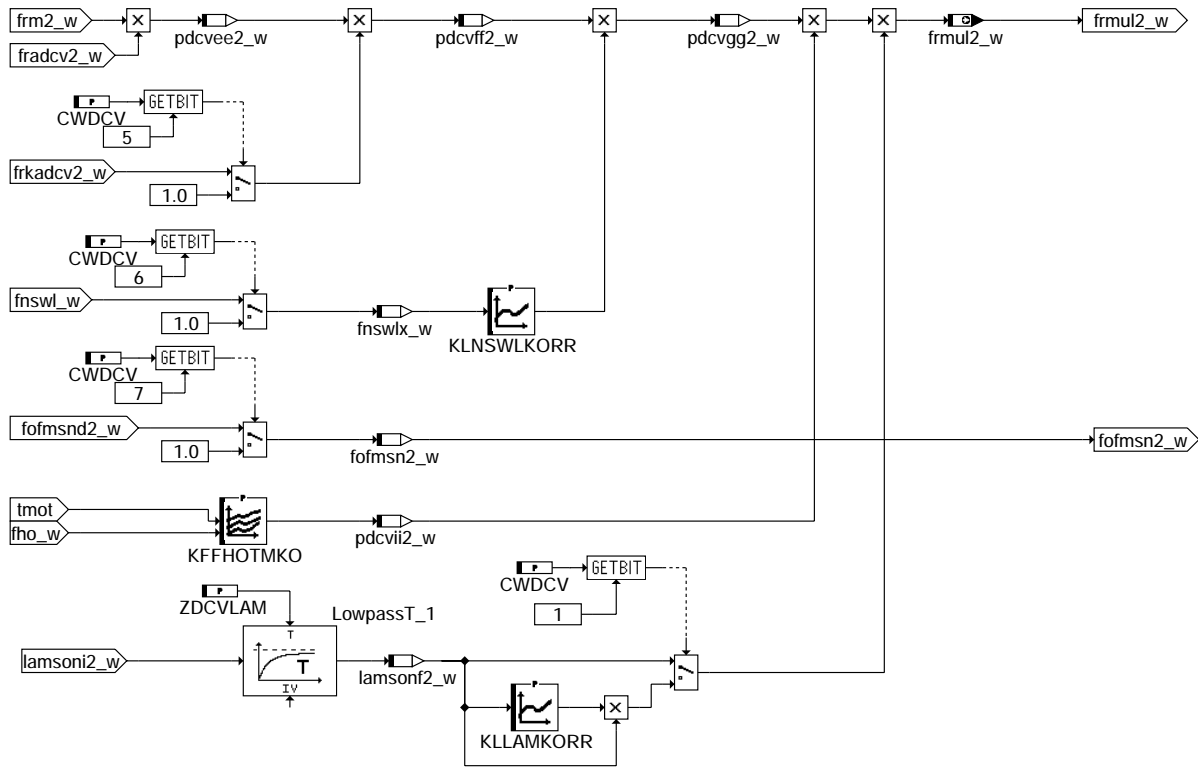 frm2_w
frmul2_w
pdcvee2_w
pdcvff2_w
pdcvgg2_w
frmul2_w
fradcv2_w
P
GETBIT
CWDCV
5
frkadcv2_w
1.0
P
GETBIT
CWDCV
6
fnswl_w
P
1.0
fnswlx_w
KLNSWLKORR
P
GETBIT
CWDCV
7
fofmsnd2_w
1.0
fofmsn2_w
fofmsn2_w
P
tmot
fho_w
pdcvii2_w
KFFHOTMKO
P
GETBIT
CWDCV
P
ZDCVLAM
1
LowpassT_1
T
T
IV
lamsoni2_w
lamsonf2_w
P
KLLAMKORR